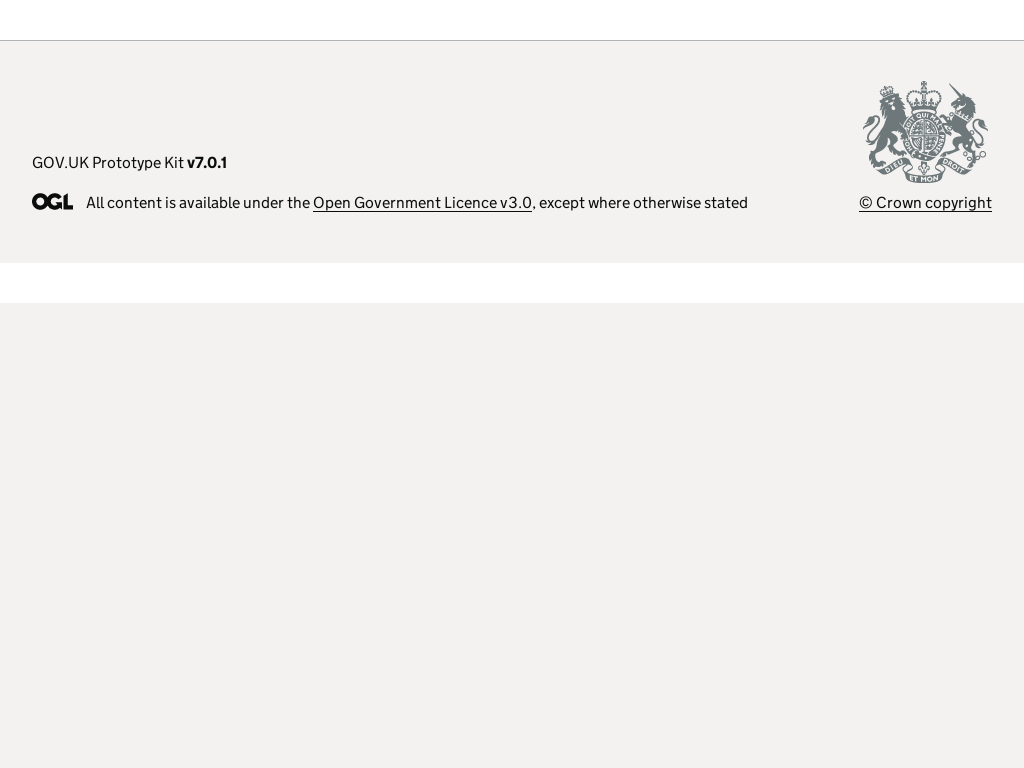 GOV.UK Prototype Kit v7.0.1
OGL All content is available under the Open Government Licence v3.0, except where otherwise stated
DIEU ET MON DROIT
© Crown copyright